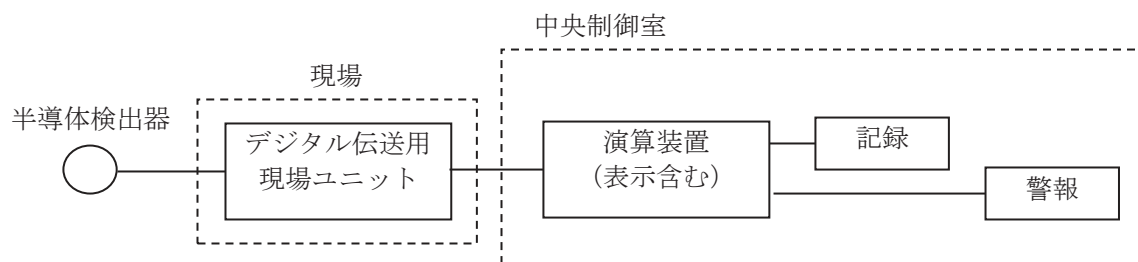 中央制御室
現場
半導体検出器
デジタル伝送用
現場ユニット
演算装置
（表示含む）
記録
警報